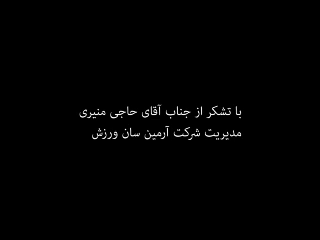 با تشکر از جناب آقای حاجی منیری
مدیریت شرکت آرمین سان ورزش